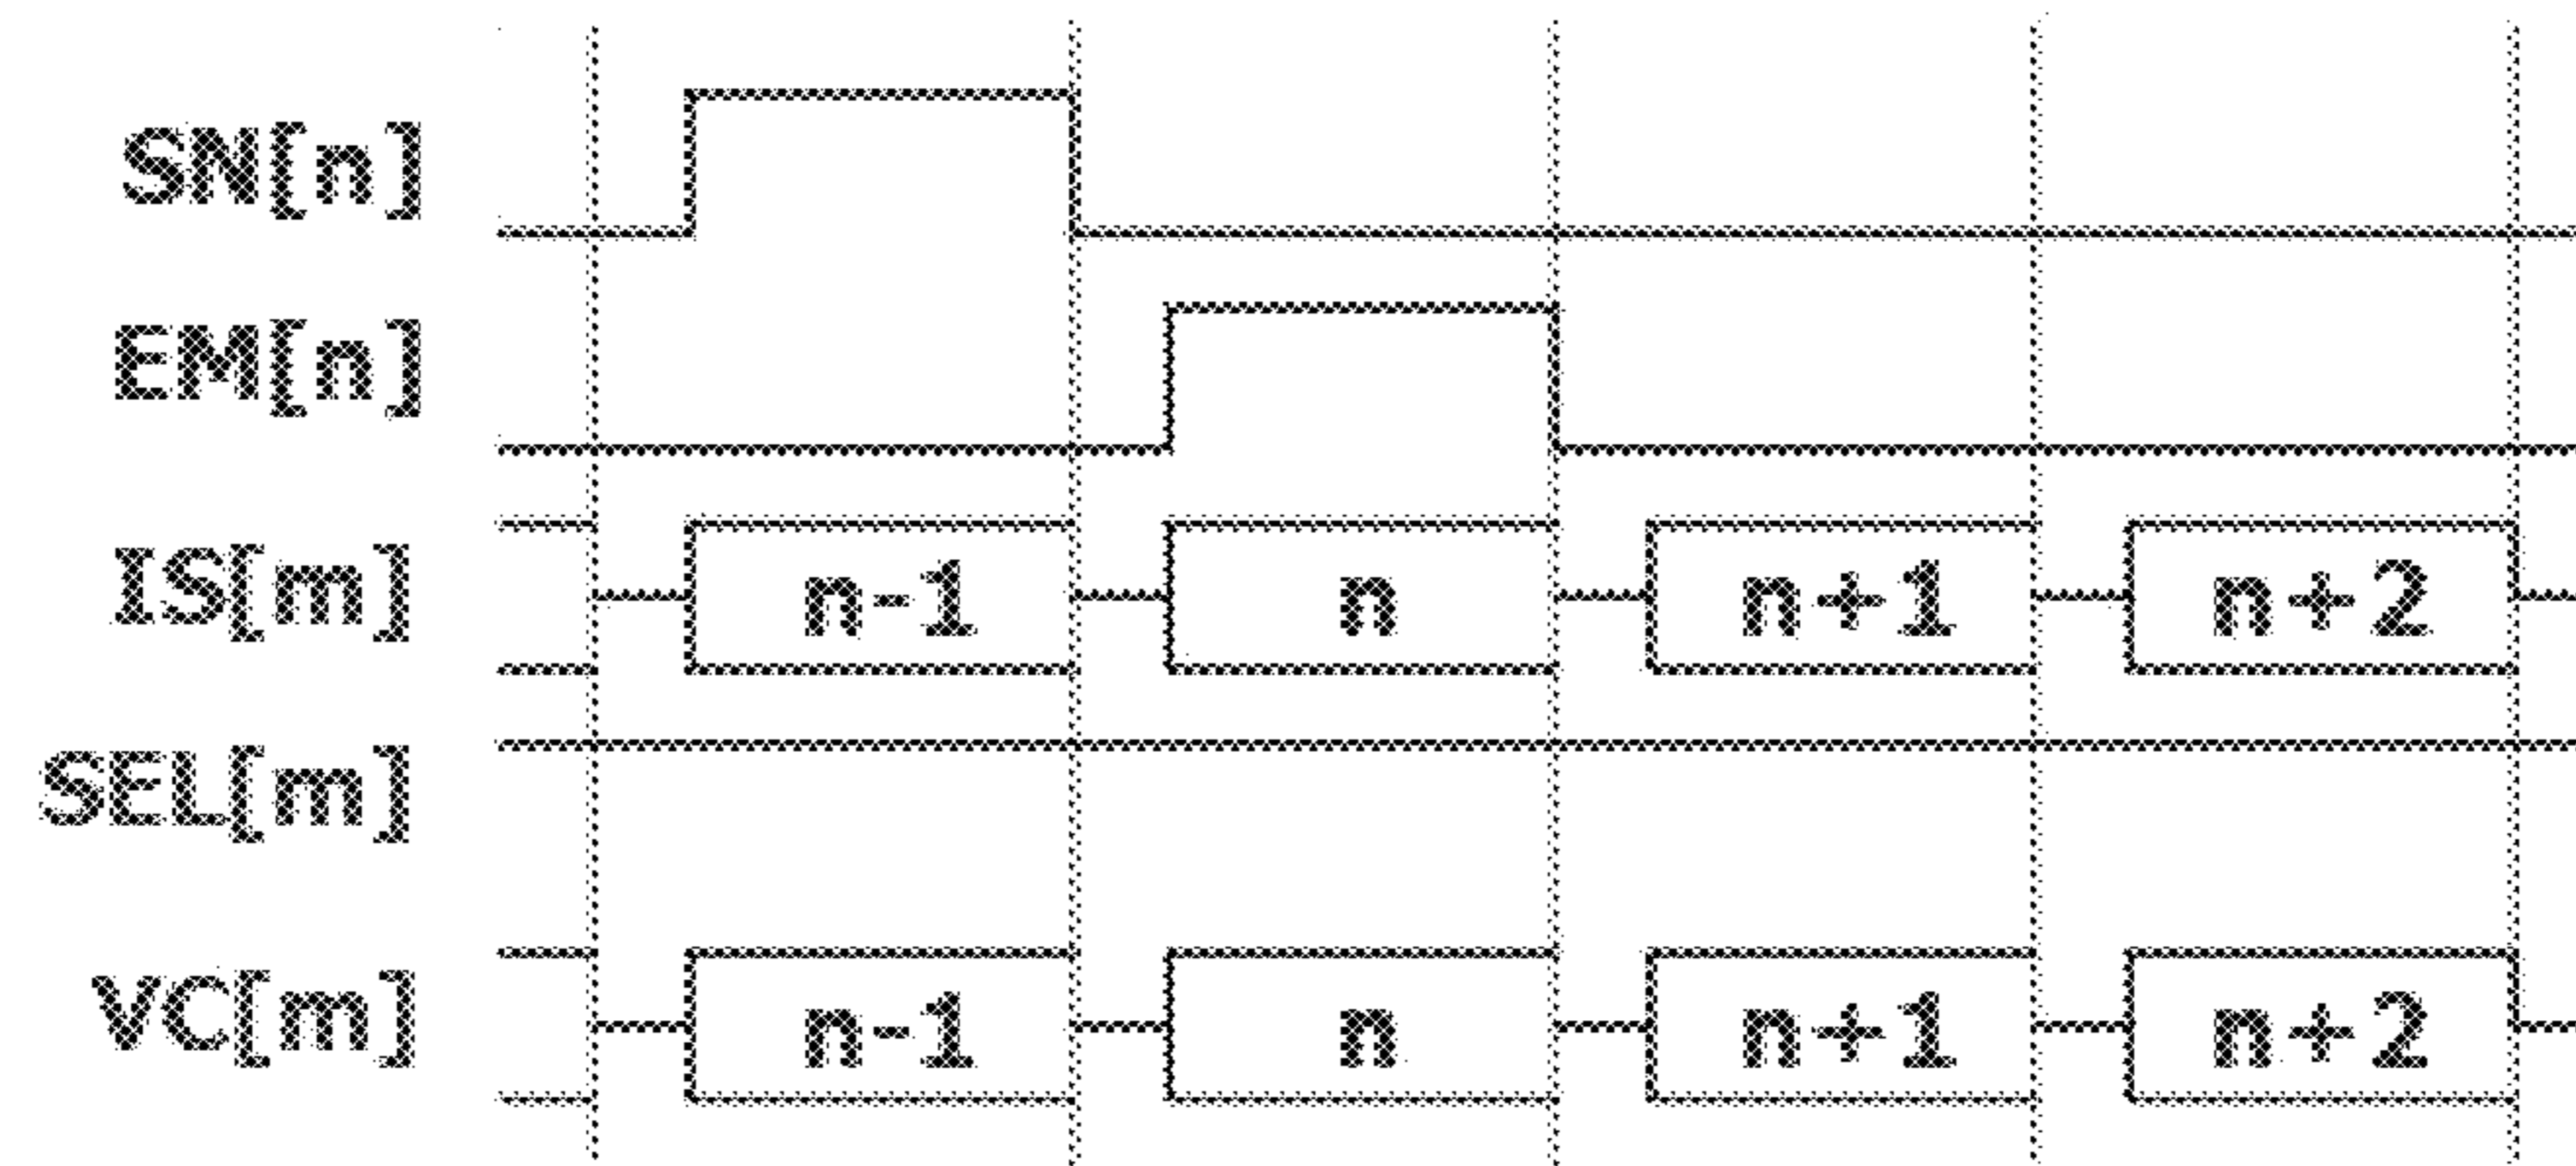 SN[n]
EM[n]
IS[m] n-1 n n+1 n+2
SEL[m]
VC[m] n-1 n n+1 n+2